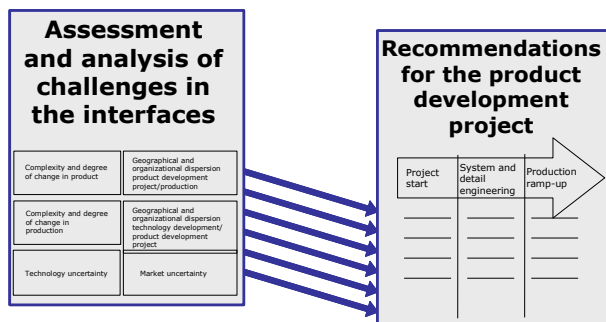 Assessment
and analysis of
challenges in
the interfaces
Complexity and degree
of change in product
Geographical and
organizational dispersion
product development
project/production
Complexity and degree
of change in
production
Geographical and
organizational dispersion
technology development/
product development
project
Technology uncertainty
Market uncertainty
Recommendations
for the product
development
project
Project
start
System and
detail
engineering
Production
ramp-up